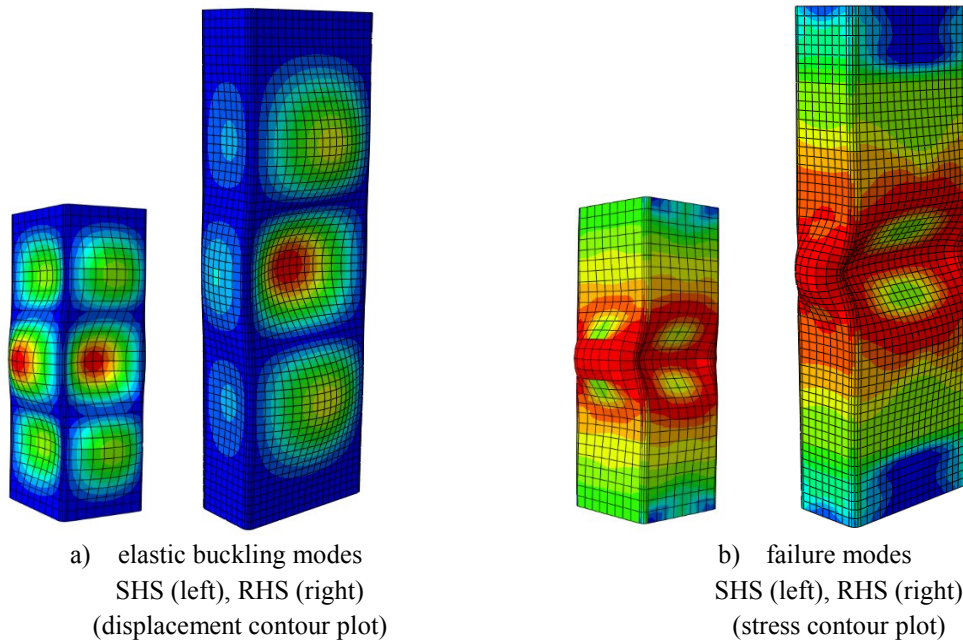 a) elastic buckling modes
SHS (left), RHS (right)
(displacement contour plot)
b) failure modes
SHS (left), RHS (right)
(stress contour plot)